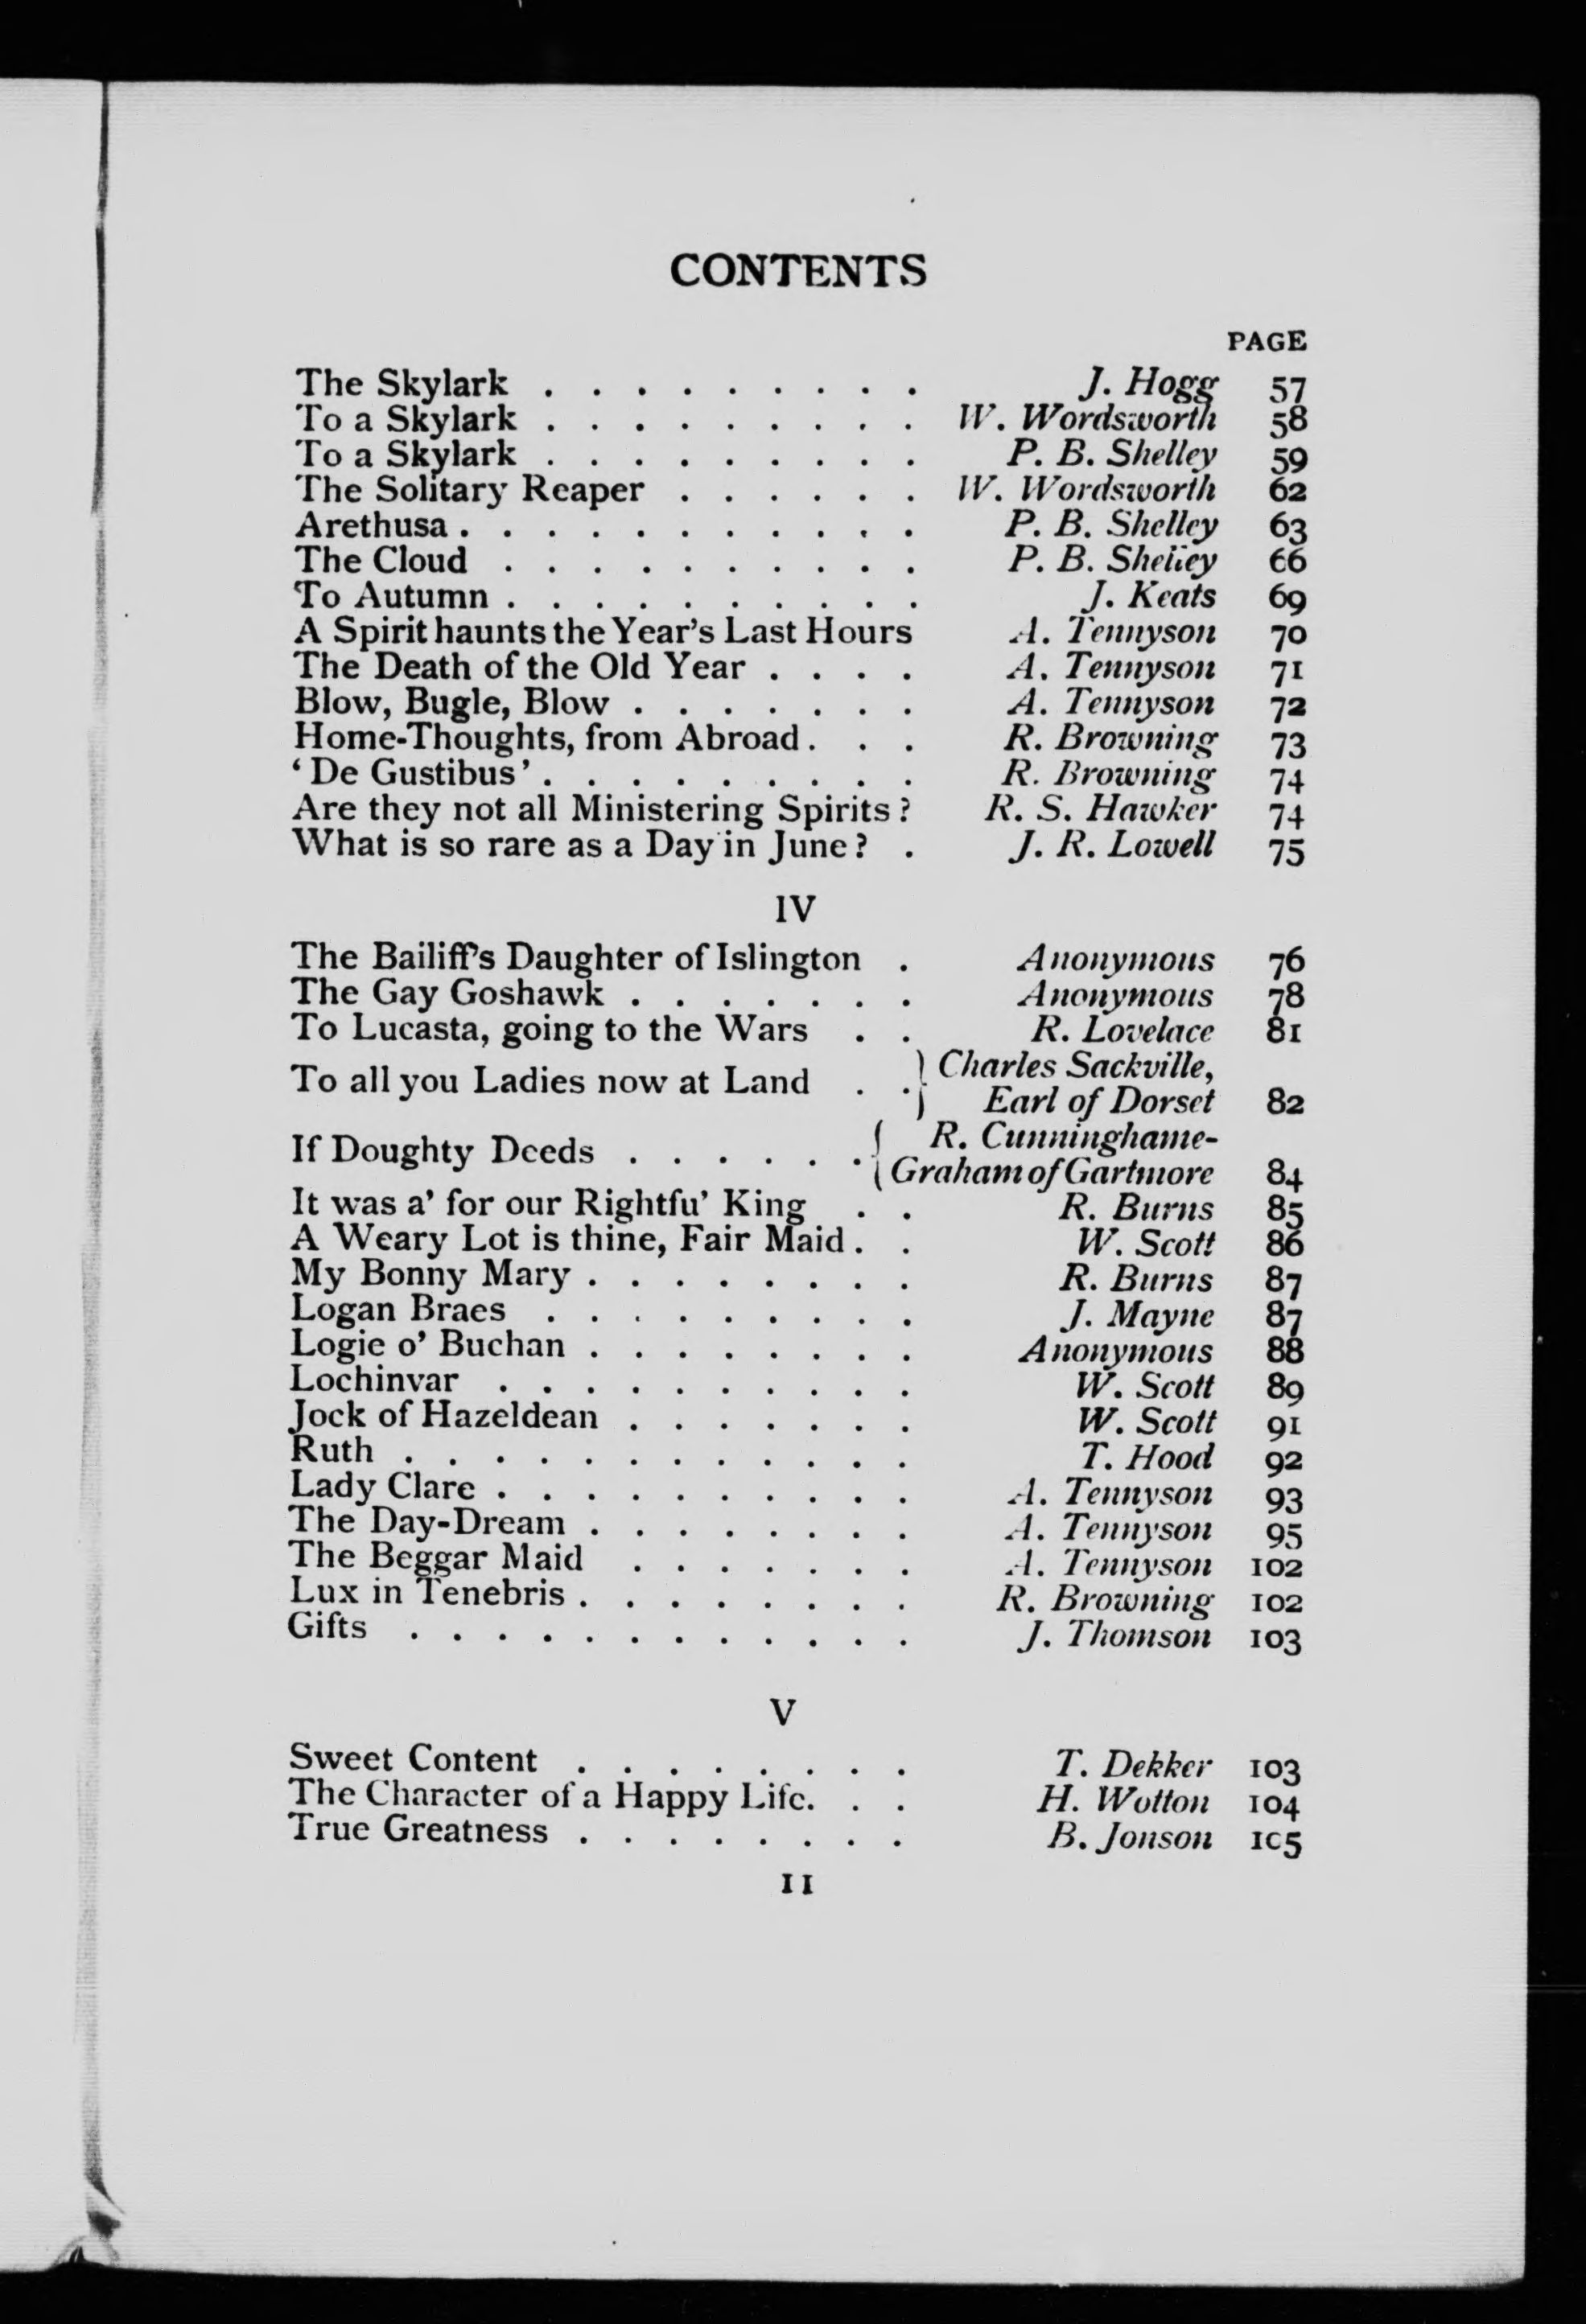 CONTENTS
PAGE
The Skylark . . . . . . . . . J. Hogg 57
To a Skylark . . . . . . . . . W. Wordsworth 58
To a Skylark . . . . . . . . . P. B. Shelley 59
The Solitary Reaper . . . . . . W. Wordsworth 62
Arethusa . . . . . . . . . . . P. B. Shelley 63
The Cloud . . . . . . . . . . P. B. Shelley 66
To Autumn . . . . . . . . . . J. Keats 69
A Spirit haunts the Year's Last Hours A. Tennyson 70
The Death of the Old Year . . . . A. Tennyson 71
Blow, Bugle, Blow . . . . . . . A. Tennyson 72
Home-Thoughts, from Abroad . . . R. Browning 73
‘De Gustibus’ . . . . . . . . . R. Browning 74
Are they not all Ministering Spirits? R. S. Hawker 74
What is so rare as a Day in June? . J. R. Lowell 75
IV
The Bailiff's Daughter of Islington . Anonymous 76
The Gay Goshawk . . . . . . . Anonymous 78
To Lucasta, going to the Wars . . R. Lovelace 81
To all you Ladies now at Land . . } Charles Sackville,
Earl of Dorset 82
If Doughty Deeds . . . . . . { R. Cunninghame-
Graham of Gartmore 84
It was a' for our Rightfu' King . . R. Burns 85
A Weary Lot is thine, Fair Maid . . W. Scott 86
My Bonny Mary . . . . . . . . R. Burns 87
Logan Braes . . . . . . . . . J. Mayne 87
Logie o' Buchan . . . . . . . . Anonymous 88
Lochinvar . . . . . . . . . . W. Scott 89
Jock of Hazeldean . . . . . . . W. Scott 91
Ruth . . . . . . . . . . . . T. Hood 92
Lady Clare . . . . . . . . . . A. Tennyson 93
The Day-Dream . . . . . . . . A. Tennyson 95
The Beggar Maid . . . . . . . A. Tennyson 102
Lux in Tenebris . . . . . . . . R. Browning 102
Gifts . . . . . . . . . . . . J. Thomson 103
V
Sweet Content . . . . . . . . T. Dekker 103
The Character of a Happy Life . . . H. Wotton 104
True Greatness . . . . . . . . B. Jonson 105
11